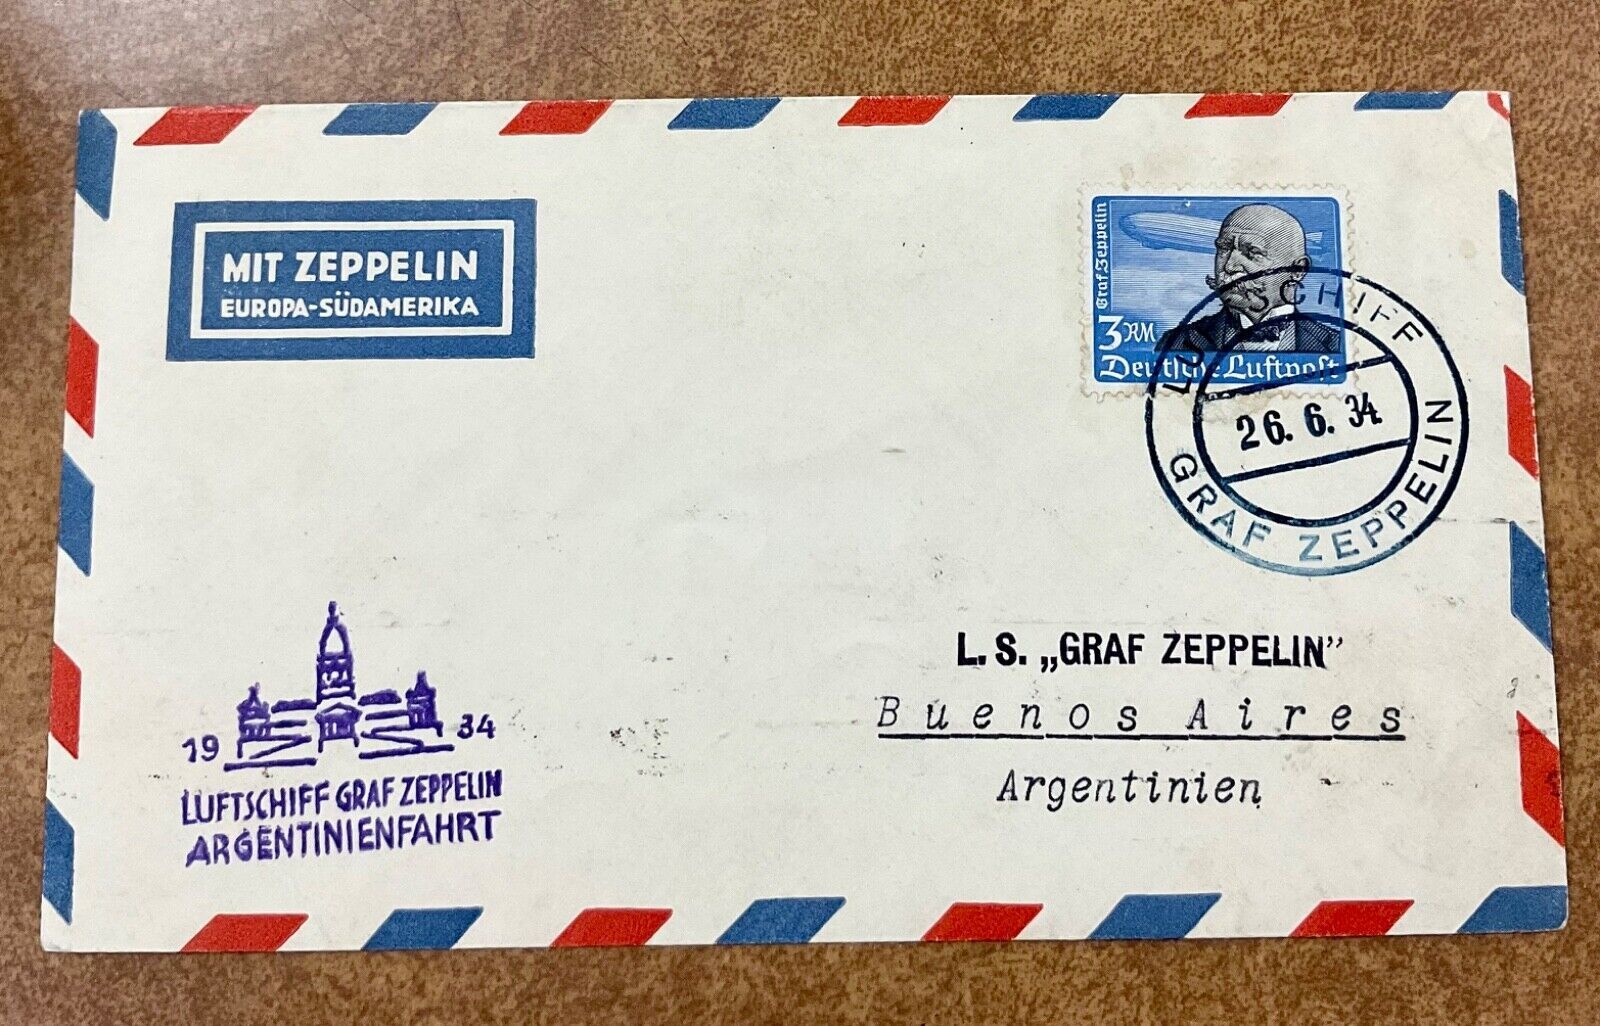 MIT ZEPPELIN
EUROPA-SÜDAMERIKA
Graf Zeppelin
3 RM
Deutsche Luftpost
LUFTSCHIFF
26. 6. 34
GRAF ZEPPELIN
L. S. „GRAF ZEPPELIN”
Buenos Aires
Argentinien
19 34
LUFTSCHIFF GRAF ZEPPELIN
ARGENTINIENFAHRT